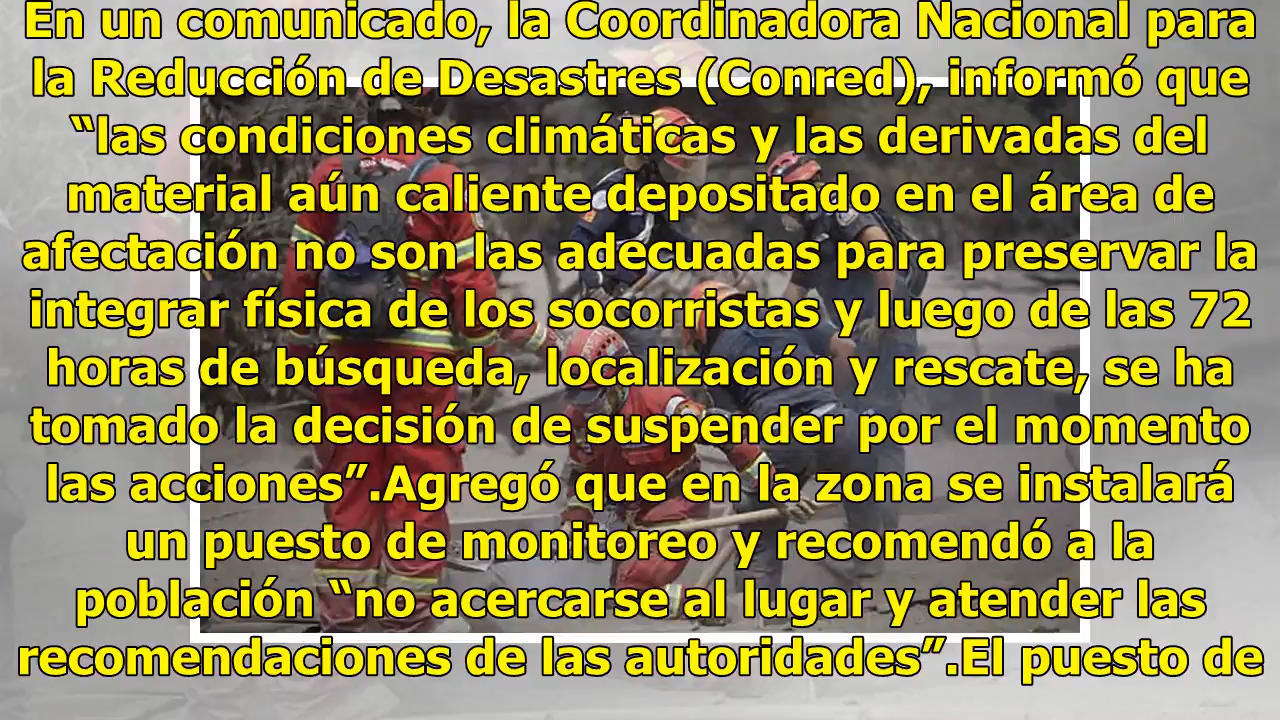 En un comunicado, la Coordinadora Nacional para
la Reducción de Desastres (Conred), informó que
“las condiciones climáticas y las derivadas del
material aún caliente depositado en el área de
afectación no son las adecuadas para preservar la
integrar física de los socorristas y luego de las 72
horas de búsqueda, localización y rescate, se ha
tomado la decisión de suspender por el momento
las acciones”.Agregó que en la zona se instalará
un puesto de monitoreo y recomendó a la
población “no acercarse al lugar y atender las
recomendaciones de las autoridades”.El puesto de